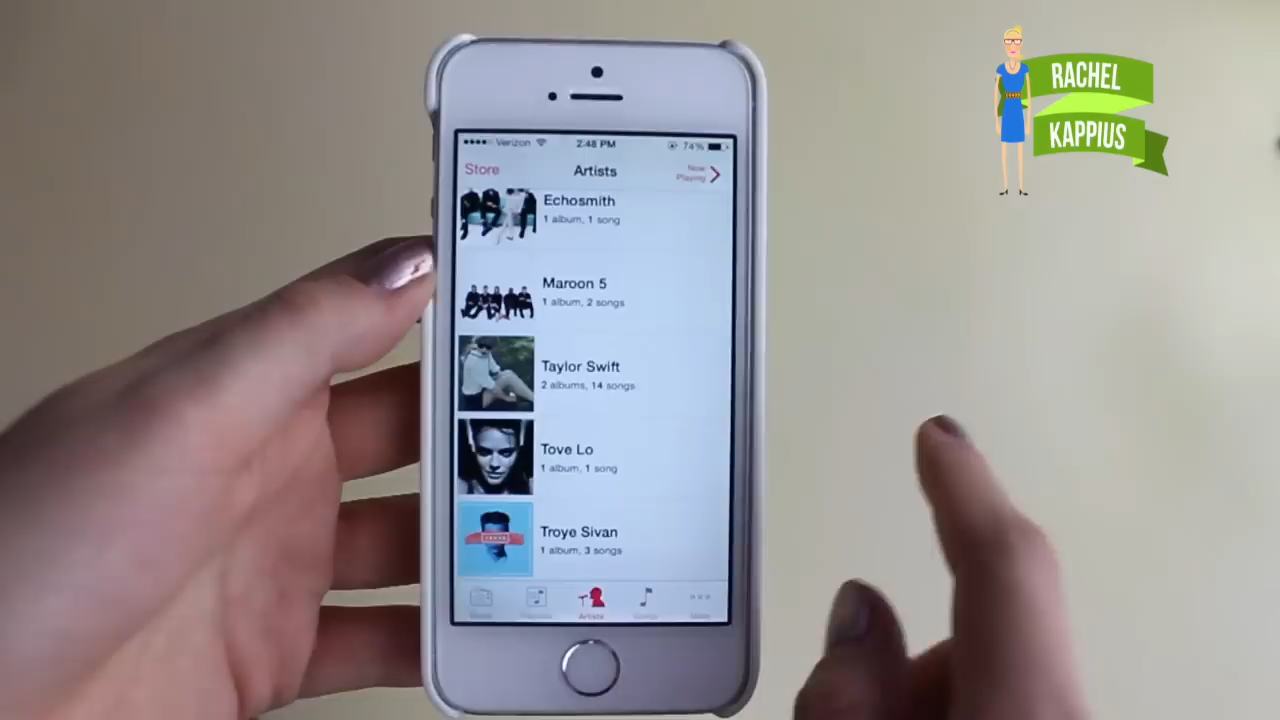 RACHEL
KAPPIUS
Verizon 2:48 PM 74%
Store Artists Now Playing
Echosmith
1 album, 1 song
Maroon 5
1 album, 2 songs
Taylor Swift
2 albums, 14 songs
Tove Lo
1 album, 1 song
Troye Sivan
1 album, 3 songs
Artists